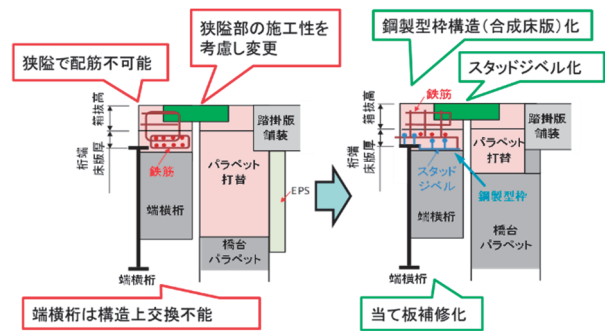 狭隘で配筋不可能
狭隘部の施工性を
考慮し変更
箱抜高
桁端
床版厚
鉄筋
端横桁
パラペット
打替
踏掛版
舗装
EPS
橋台
パラペット
端横桁
端横桁は構造上交換不能
鋼製型枠構造(合成床版)化
スタッドジベル化
箱抜高
桁端
床版厚
鉄筋
スタッド
ジベル
端横桁
パラペット
打替
踏掛版
舗装
鋼製型枠
橋台
パラペット
端横桁
当て板補修化